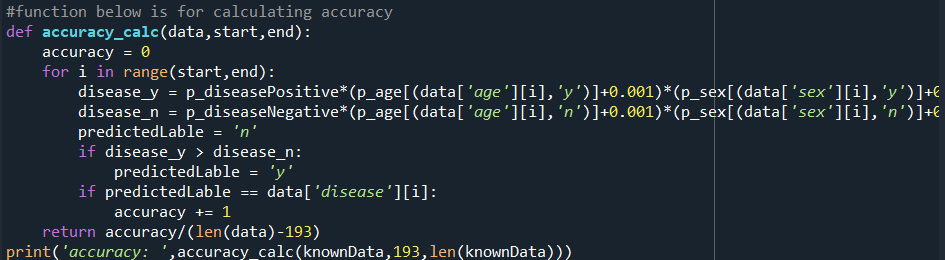 #function below is for calculating accuracy
def accuracy_calc(data,start,end):
    accuracy = 0
    for i in range(start,end):
        disease_y = p_diseasePositive*(p_age[(data['age'][i],'y')]+0.001)*(p_sex[(data['sex'][i],'y')]+0
        disease_n = p_diseaseNegative*(p_age[(data['age'][i],'n')]+0.001)*(p_sex[(data['sex'][i],'n')]+0
        predictedLable = 'n'
        if disease_y > disease_n:
            predictedLable = 'y'
        if predictedLable == data['disease'][i]:
            accuracy += 1
    return accuracy/(len(data)-193)
print('accuracy: ',accuracy_calc(knownData,193,len(knownData)))